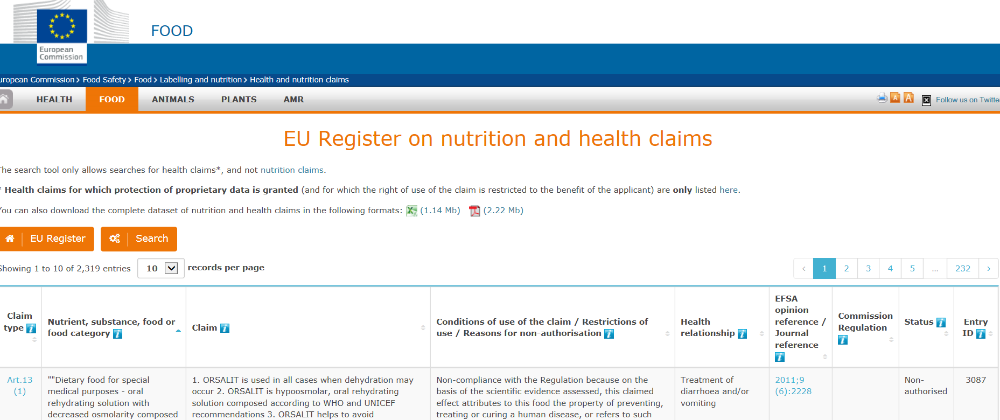 FOOD
European
Commission
uropean Commission > Food Safety > Food > Labelling and nutrition > Health and nutrition claims
HEALTH FOOD ANIMALS PLANTS AMR A A Follow us on Twitte
EU Register on nutrition and health claims
The search tool only allows searches for health claims*, and not nutrition claims.
* Health claims for which protection of proprietary data is granted (and for which the right of use of the claim is restricted to the benefit of the applicant) are only listed here.
You can also download the complete dataset of nutrition and health claims in the following formats: (1.14 Mb) (2.22 Mb)
EU Register Search
Showing 1 to 10 of 2,319 entries 10 records per page < 1 2 3 4 5 ... 232 >
Claim
type i
Nutrient, substance, food or
food category i
Claim i
Conditions of use of the claim / Restrictions of
use / Reasons for non-authorisation i
Health
relationship i
EFSA
opinion
reference /
Journal
reference
i
Commission
Regulation
i
Status i
Entry
ID i
Art.13
(1)
""Dietary food for special
medical purposes - oral
rehydrating solution with
decreased osmolarity composed
1. ORSALIT is used in all cases when dehydration may
occur 2. ORSALIT is hypoosmolar, oral rehydrating
solution composed according to WHO and UNICEF
recommendations 3. ORSALIT helps to avoid
Non-compliance with the Regulation because on the
basis of the scientific evidence assessed, this claimed
effect attributes to this food the property of preventing,
treating or curing a human disease, or refers to such
Treatment of
diarrhoea and/or
vomiting
2011;9
(6):2228
Non-
authorised
3087